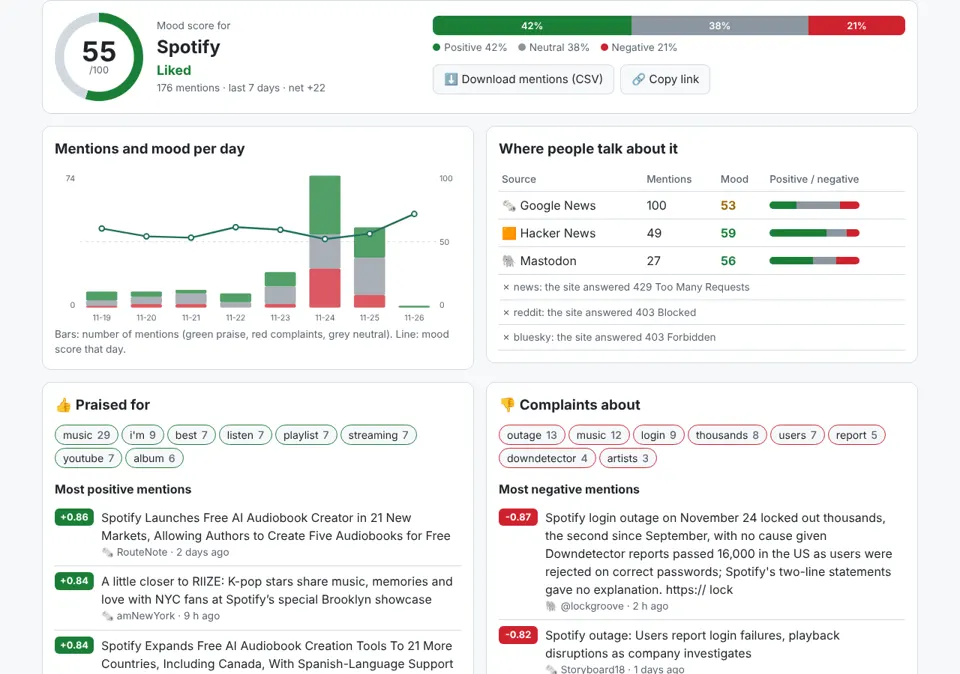 55
/100
Mood score for
Spotify
Liked
176 mentions · last 7 days · net +22
42% 38% 21%
Positive 42% Neutral 38% Negative 21%
Download mentions (CSV) Copy link
Mentions and mood per day
74 100
50
0 0
11-19 11-20 11-21 11-22 11-23 11-24 11-25 11-26
Bars: number of mentions (green praise, red complaints, grey neutral). Line: mood
score that day.
Where people talk about it
Source Mentions Mood Positive / negative
Google News 100 53
Hacker News 49 59
Mastodon 27 56
× news: the site answered 429 Too Many Requests
× reddit: the site answered 403 Blocked
× bluesky: the site answered 403 Forbidden
👍 Praised for
music 29 i'm 9 best 7 listen 7 playlist 7 streaming 7
youtube 7 album 6
Most positive mentions
+0.86 Spotify Launches Free AI Audiobook Creator in 21 New
Markets, Allowing Authors to Create Five Audiobooks for Free
RouteNote · 2 days ago
+0.84 A little closer to RIIZE: K-pop stars share music, memories and
love with NYC fans at Spotify’s special Brooklyn showcase
amNewYork · 9 h ago
+0.84 Spotify Expands Free AI Audiobook Creation Tools To 21 More
Countries, Including Canada, With Spanish-Language Support
👎 Complaints about
outage 13 music 12 login 9 thousands 8 users 7 report 5
downdetector 4 artists 3
Most negative mentions
-0.87 Spotify login outage on November 24 locked out thousands,
the second since September, with no cause given
Downdetector reports passed 16,000 in the US as users were
rejected on correct passwords; Spotify's two-line statements
gave no explanation. https:// lock
@lockgroove · 2 h ago
-0.82 Spotify outage: Users report login failures, playback
disruptions as company investigates
Storyboard18 · 1 days ago